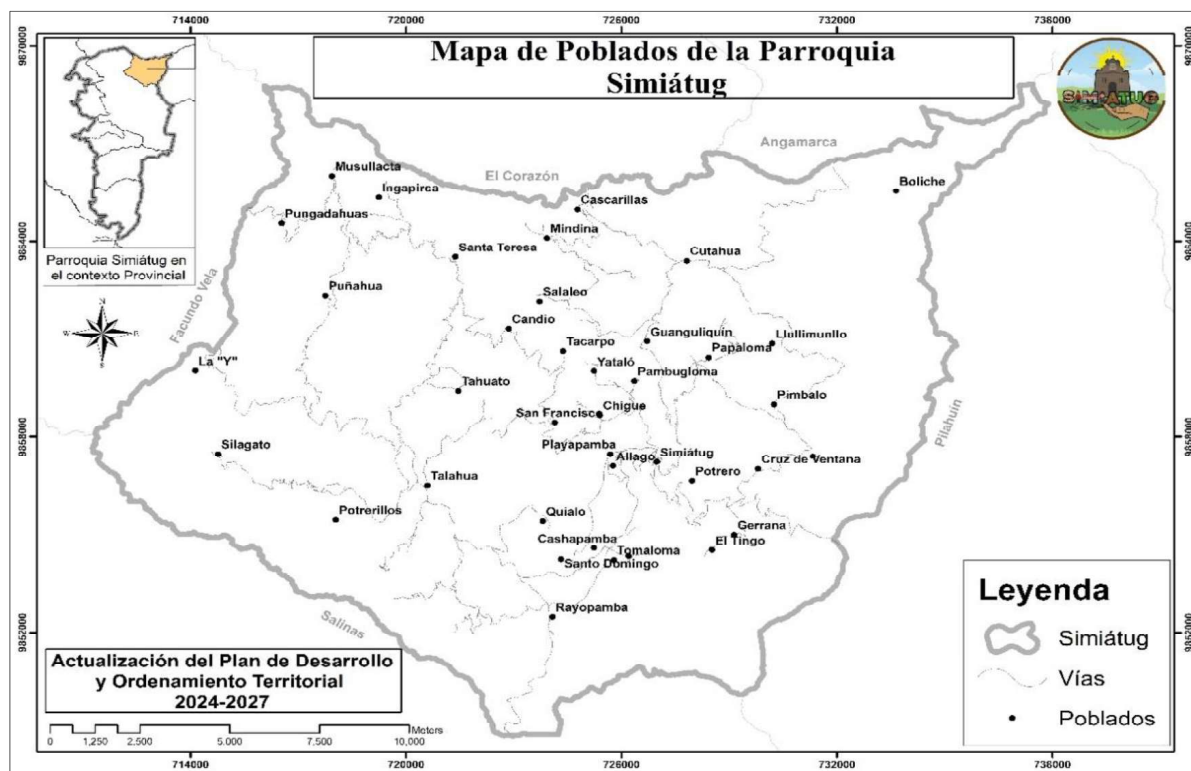 714000
720000
726000
732000
738000
9870000
9870000
Mapa de Poblados de la Parroquia
Simiátug
SIMIATUG
Parroquia Simiátug en
el contexto Provincial
Angamarca
El Corazón
Musullacta
Ingapirca
Boliche
Cascarillas
Pungadahuas
Mindina
9864000
9864000
Santa Teresa
Cutahua
Puñahua
Salaleo
Facundo Vela
Candio
Guanguliquin
Llullimunllo
Tacarpo
Papaloma
La "Y"
Yataló
Pambugloma
Tahuato
Pimbalo
San Francisco
Chigue
Pilahuín
9858000
9858000
Silagato
Playapamba
Allago
Simiátug
Cruz de Ventana
Talahua
Potrero
Potrerillos
Quialo
Gerrana
Cashapamba
El Tingo
Tomaloma
Santo Domingo
Salinas
Rayopamba
9852000
9852000
Actualización del Plan de Desarrollo
y Ordenamiento Territorial
2024-2027
0 1,250 2.500 5.000 7,500 10,000
Leyenda
Simiátug
Vías
Poblados
714000
720000
726000
732000
738000